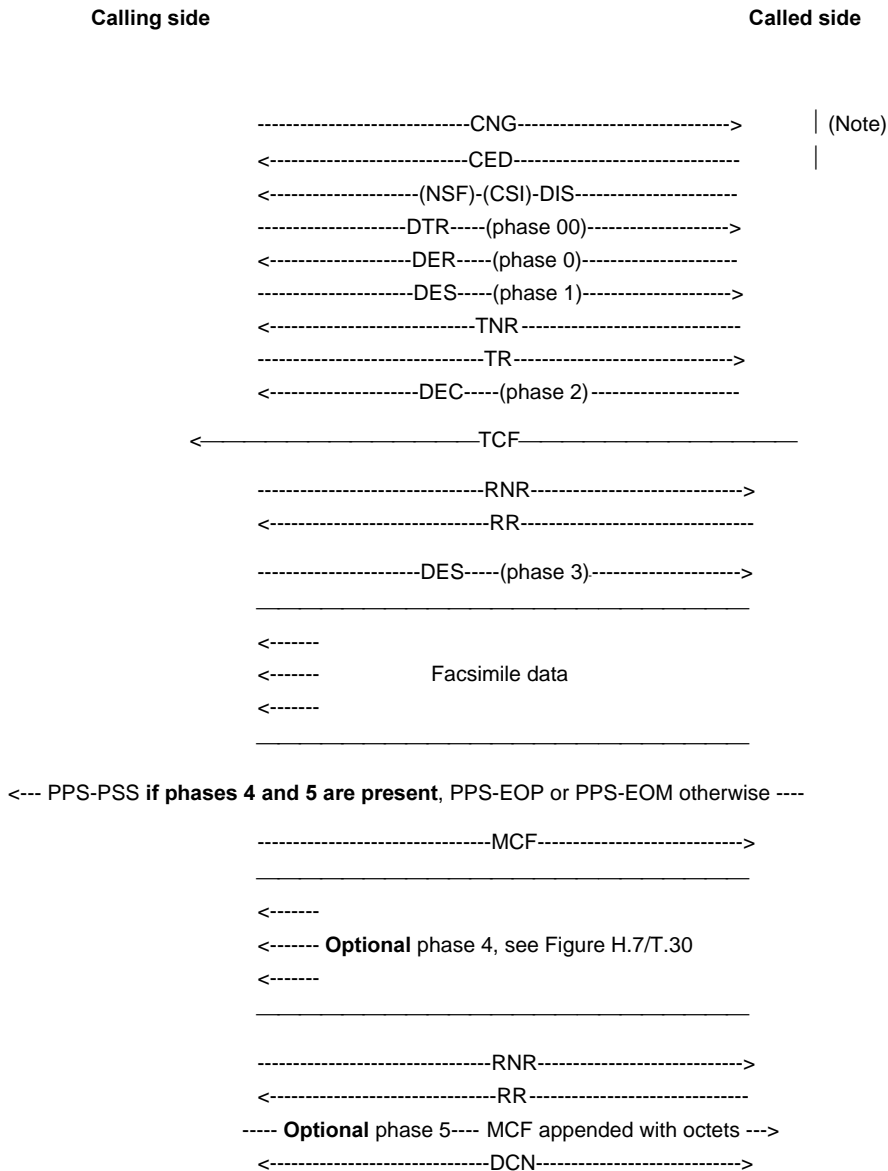 Calling side Called side
-----------------------------CNG-----------------------------> | (Note)
<---------------------------CED------------------------------- |
<--------------------(NSF)-(CSI)-DIS----------------------
--------------------DTR-----(phase 00)------------------->
<-------------------DER-----(phase 0)---------------------
---------------------DES-----(phase 1)-------------------->
<----------------------------TNR------------------------------
-------------------------------TR------------------------------>
<--------------------DEC-----(phase 2)--------------------
<—————————————TCF—————————————
-------------------------------RNR----------------------------->
<------------------------------RR--------------------------------
----------------------DES-----(phase 3)--------------------->
<-------
<------- Facsimile data
<-------
<--- PPS-PSS if phases 4 and 5 are present, PPS-EOP or PPS-EOM otherwise ----
--------------------------------MCF---------------------------->
<-------
<------- Optional phase 4, see Figure H.7/T.30
<-------
--------------------------------RNR---------------------------->
<-------------------------------RR------------------------------
----- Optional phase 5---- MCF appended with octets --->
<------------------------------DCN---------------------------->